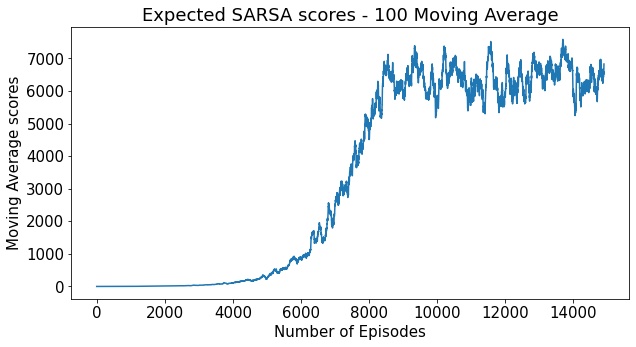 Expected SARSA scores - 100 Moving Average
Moving Average scores
7000
6000
5000
4000
3000
2000
1000
0
0 2000 4000 6000 8000 10000 12000 14000
Number of Episodes